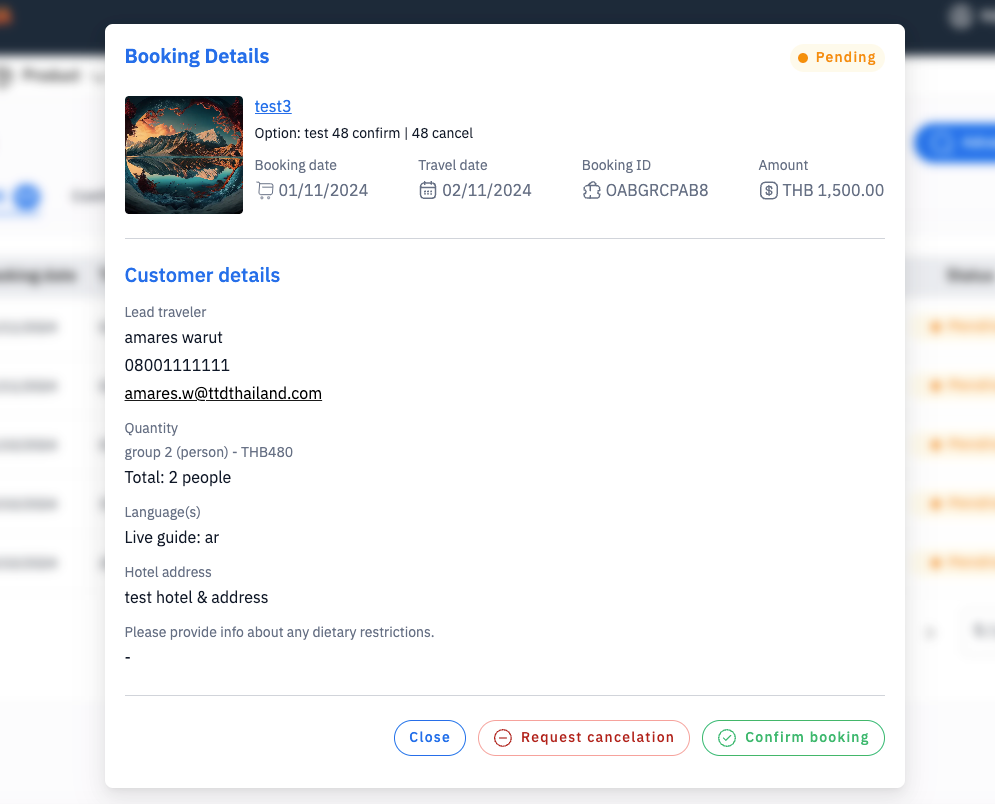 Booking Details
Pending
test3
Option: test 48 confirm | 48 cancel
Booking date Travel date Booking ID Amount
01/11/2024 02/11/2024 OABGRCPAB8 THB 1,500.00
Customer details
Lead traveler
amares warut
08001111111
amares.w@ttdthailand.com
Quantity
group 2 (person) - THB480
Total: 2 people
Language(s)
Live guide: ar
Hotel address
test hotel & address
Please provide info about any dietary restrictions.
-
Close Request cancelation Confirm booking
Product
Status